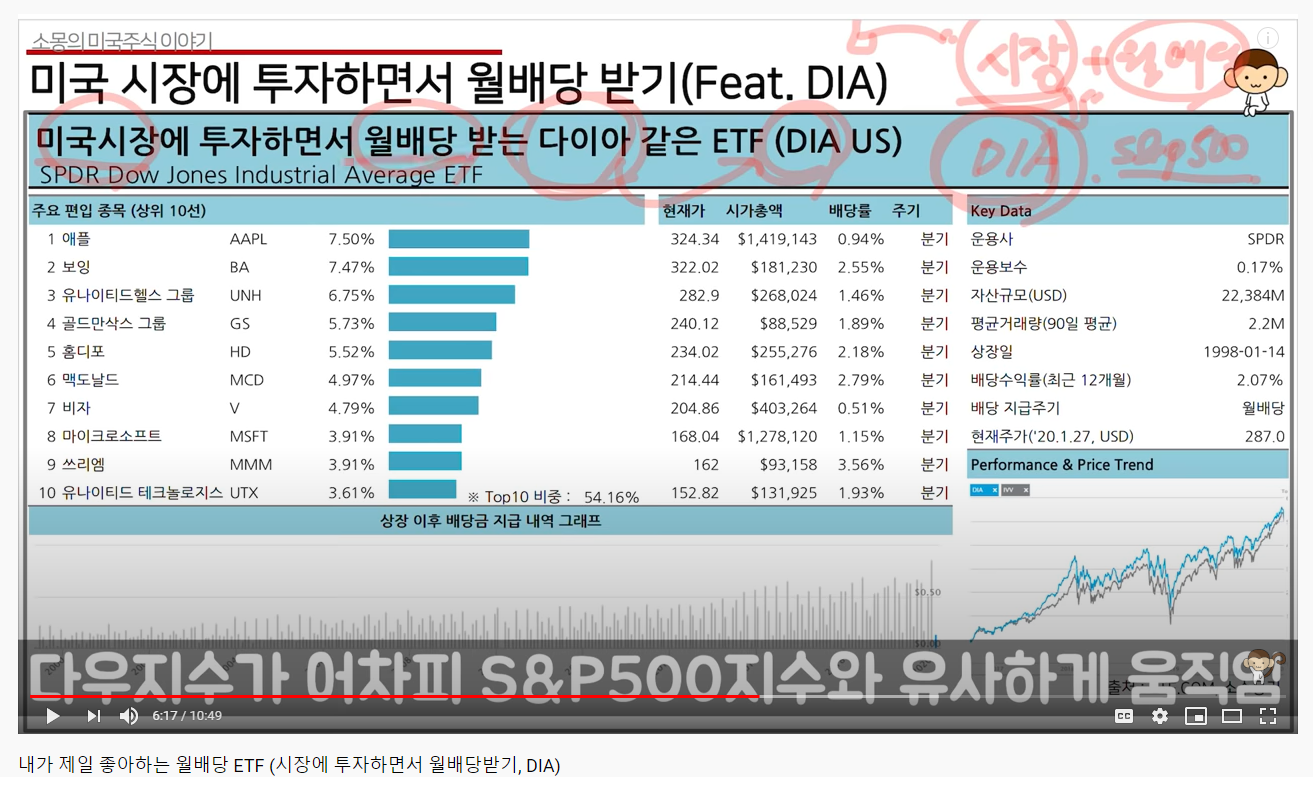 소몽의 미국주식 이야기
시장 + 월배당
미국 시장에 투자하면서 월배당 받기(Feat. DIA)
미국시장에 투자하면서 월배당 받는 다이아 같은 ETF (DIA US)
DIA . S&P500
SPDR Dow Jones Industrial Average ETF
주요 편입 종목 (상위 10선) 현재가 시가총액 배당률 주기
1 애플 AAPL 7.50% 324.34 $1,419,143 0.94% 분기
2 보잉 BA 7.47% 322.02 $181,230 2.55% 분기
3 유나이티드헬스 그룹 UNH 6.75% 282.9 $268,024 1.46% 분기
4 골드만삭스 그룹 GS 5.73% 240.12 $88,529 1.89% 분기
5 홈디포 HD 5.52% 234.02 $255,276 2.18% 분기
6 맥도날드 MCD 4.97% 214.44 $161,493 2.79% 분기
7 비자 V 4.79% 204.86 $403,264 0.51% 분기
8 마이크로소프트 MSFT 3.91% 168.04 $1,278,120 1.15% 분기
9 쓰리엠 MMM 3.91% 162 $93,158 3.56% 분기
10 유나이티드 테크놀로지스 UTX 3.61% 152.82 $131,925 1.93% 분기
※ Top10 비중 : 54.16%
Key Data
운용사 SPDR
운용보수 0.17%
자산규모(USD) 22,384M
평균거래량(90일 평균) 2.2M
상장일 1998-01-14
배당수익률(최근 12개월) 2.07%
배당 지급주기 월배당
현재주가('20.1.27, USD) 287.0
Performance & Price Trend
DIA x IVV x
상장 이후 배당금 지급 내역 그래프
$0.50
$0.00
다우지수가 어차피 S&P500지수와 유사하게 움직임
6:17 / 10:49
CC
내가 제일 좋아하는 월배당 ETF (시장에 투자하면서 월배당받기, DIA)